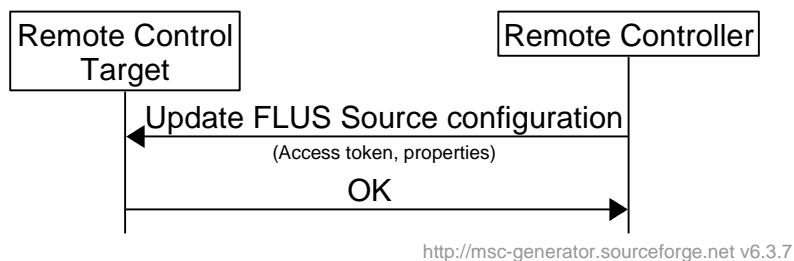 Remote Control
Target
Remote Controller
Update FLUS Source configuration
(Access token, properties)
OK
http://msc-generator.sourceforge.net v6.3.7